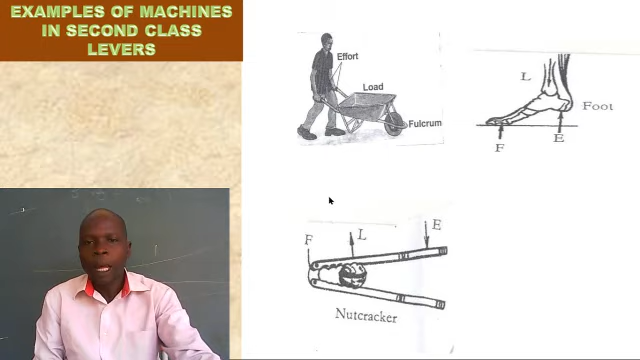 EXAMPLES OF MACHINES
IN SECOND CLASS
LEVERS
Effort
Load
Fulcrum
L
Foot
F
E
F
L
E
Nutcracker